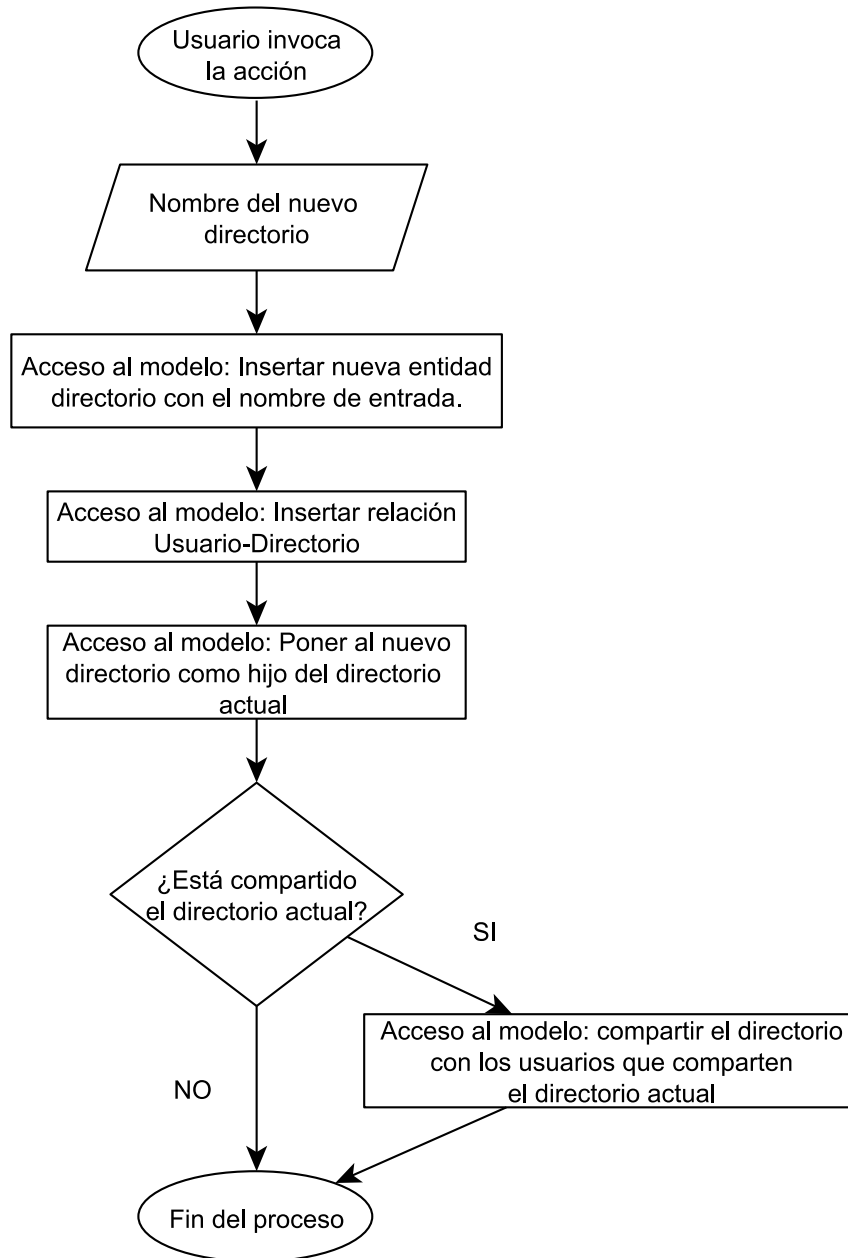 Usuario invoca
la acción
Nombre del nuevo
directorio
Acceso al modelo: Insertar nueva entidad
directorio con el nombre de entrada.
Acceso al modelo: Insertar relación
Usuario-Directorio
Acceso al modelo: Poner al nuevo
directorio como hijo del directorio
actual
¿Está compartido
el directorio actual?
SI
Acceso al modelo: compartir el directorio
con los usuarios que comparten
el directorio actual
NO
Fin del proceso